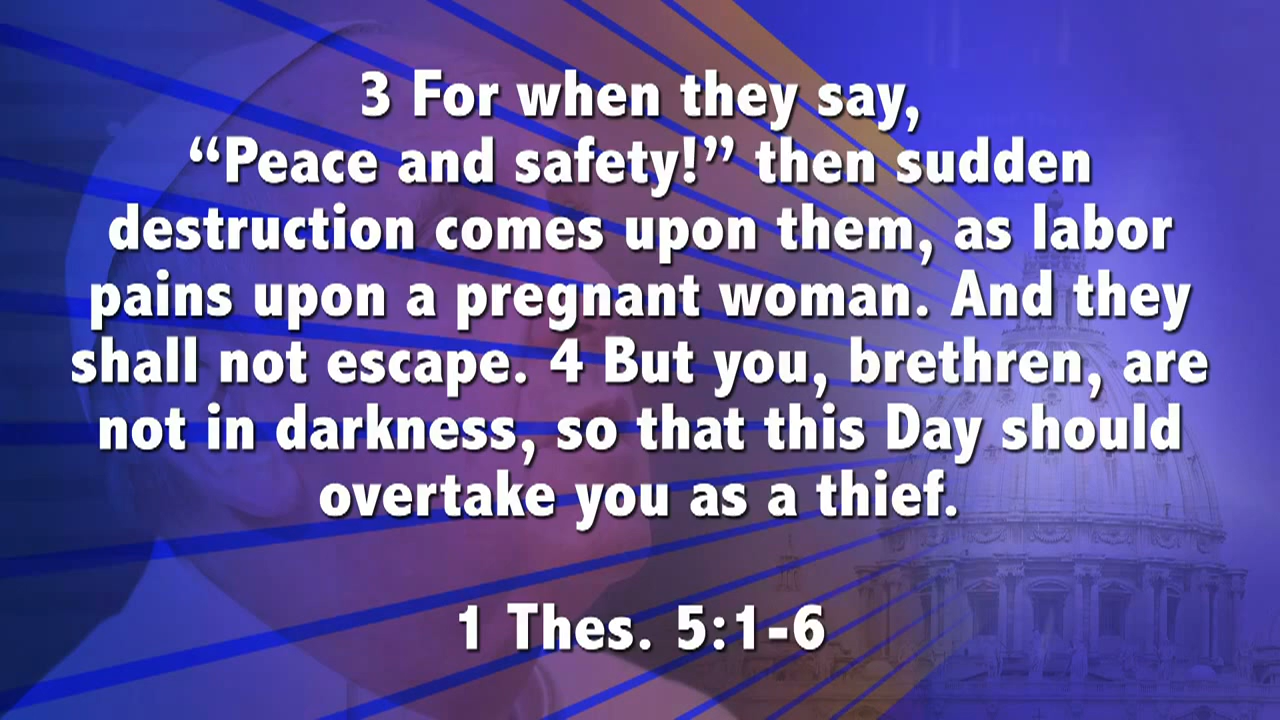 3 For when they say,
“Peace and safety!” then sudden
destruction comes upon them, as labor
pains upon a pregnant woman. And they
shall not escape. 4 But you, brethren, are
not in darkness, so that this Day should
overtake you as a thief.
1 Thes. 5:1-6